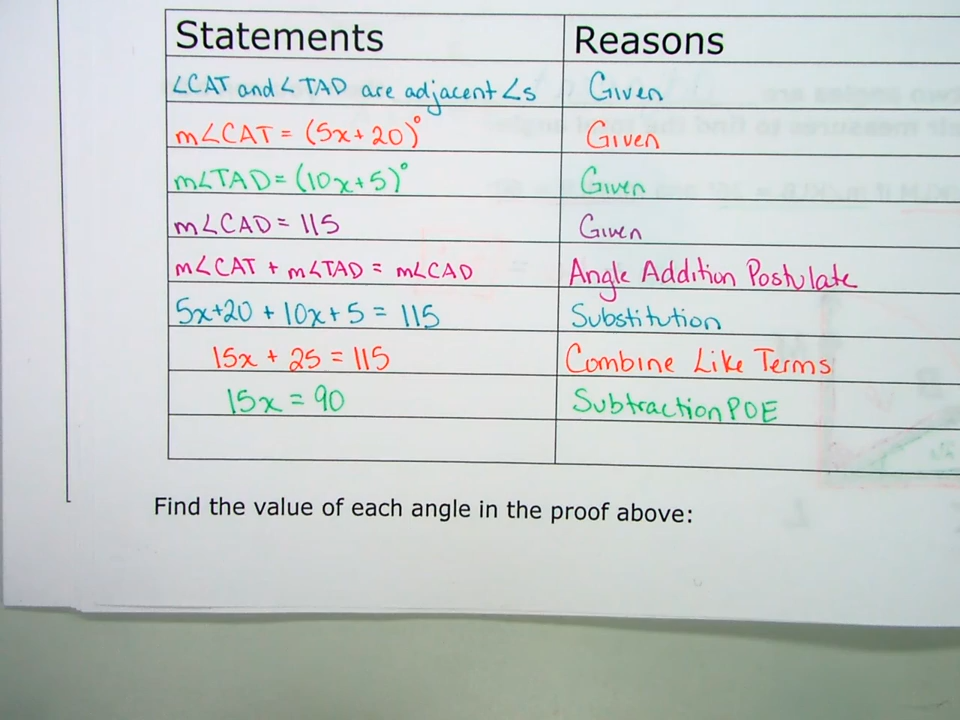 Statements Reasons
∠CAT and ∠TAD are adjacent ∠s Given
m∠CAT = (5x+20)° Given
m∠TAD = (10x+5)° Given
m∠CAD = 115 Given
m∠CAT + m∠TAD = m∠CAD Angle Addition Postulate
5x+20 + 10x+5 = 115 Substitution
15x + 25 = 115 Combine Like Terms
15x = 90 Subtraction POE
Find the value of each angle in the proof above: